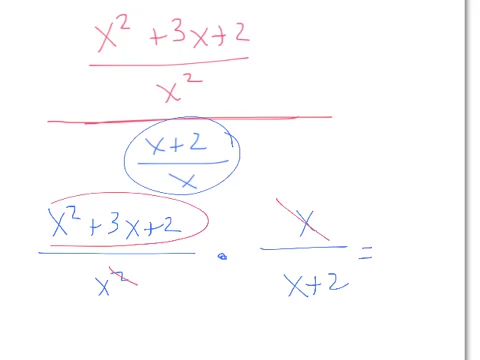 x² + 3x + 2
x²
x + 2
x
x² + 3x + 2
x² · x
x + 2 =